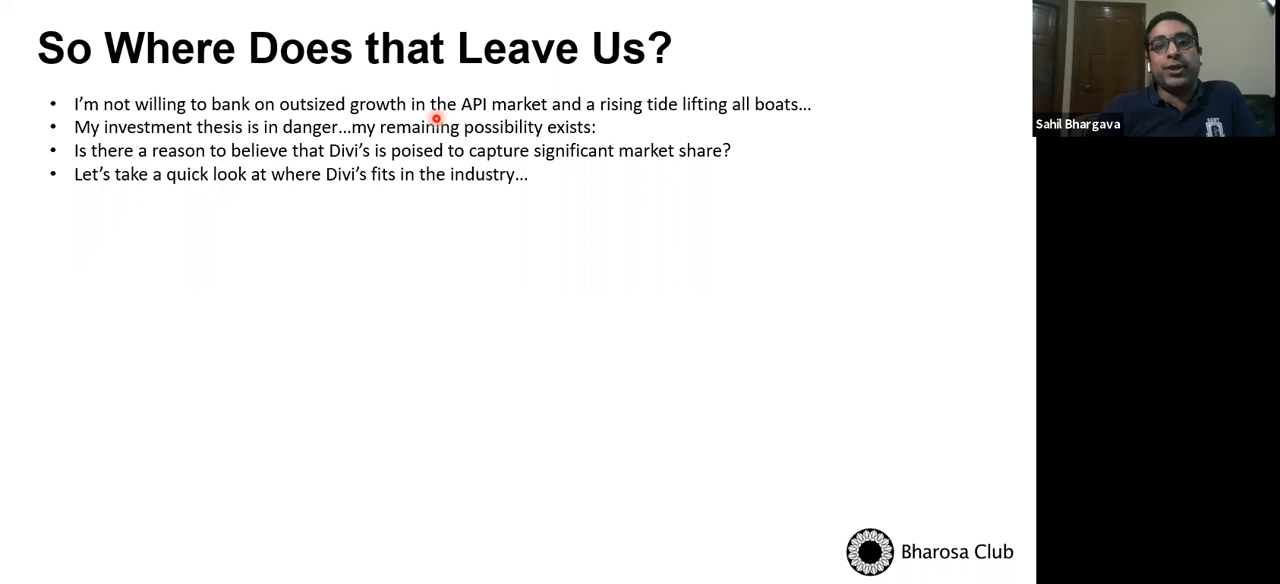 So Where Does that Leave Us?
• I’m not willing to bank on outsized growth in the API market and a rising tide lifting all boats…
• My investment thesis is in danger…my remaining possibility exists:
• Is there a reason to believe that Divi’s is poised to capture significant market share?
• Let’s take a quick look at where Divi’s fits in the industry…
Sahil Bhargava
Bharosa Club